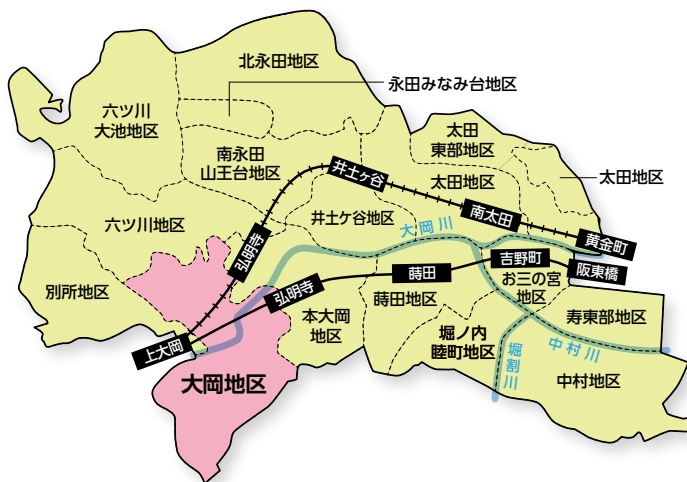 北永田地区
永田みなみ台地区
六ツ川
大池地区
太田
東部地区
南永田
山王台地区
井土ヶ谷
太田地区
太田地区
六ツ川地区
井土ケ谷地区
南太田
大岡川
黄金町
弘明寺
吉野町
阪東橋
別所地区
弘明寺
蒔田
お三の宮
地区
蒔田地区
本大岡
地区
寿東部地区
上大岡
堀ノ内
睦町地区
中村川
堀割川
大岡地区
中村地区